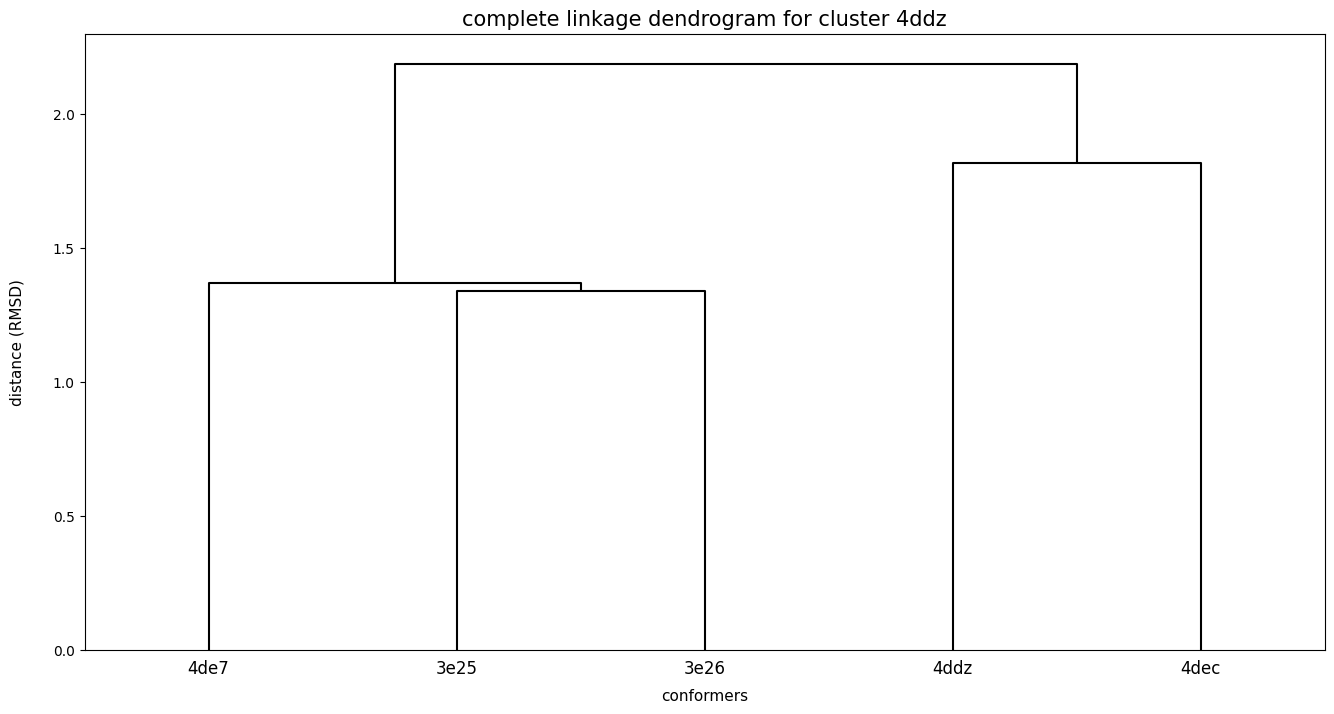 complete linkage dendrogram for cluster 4ddz
2.0
1.5
1.0
0.5
0.0
distance (RMSD)
4de7 3e25 3e26 4ddz 4dec
conformers